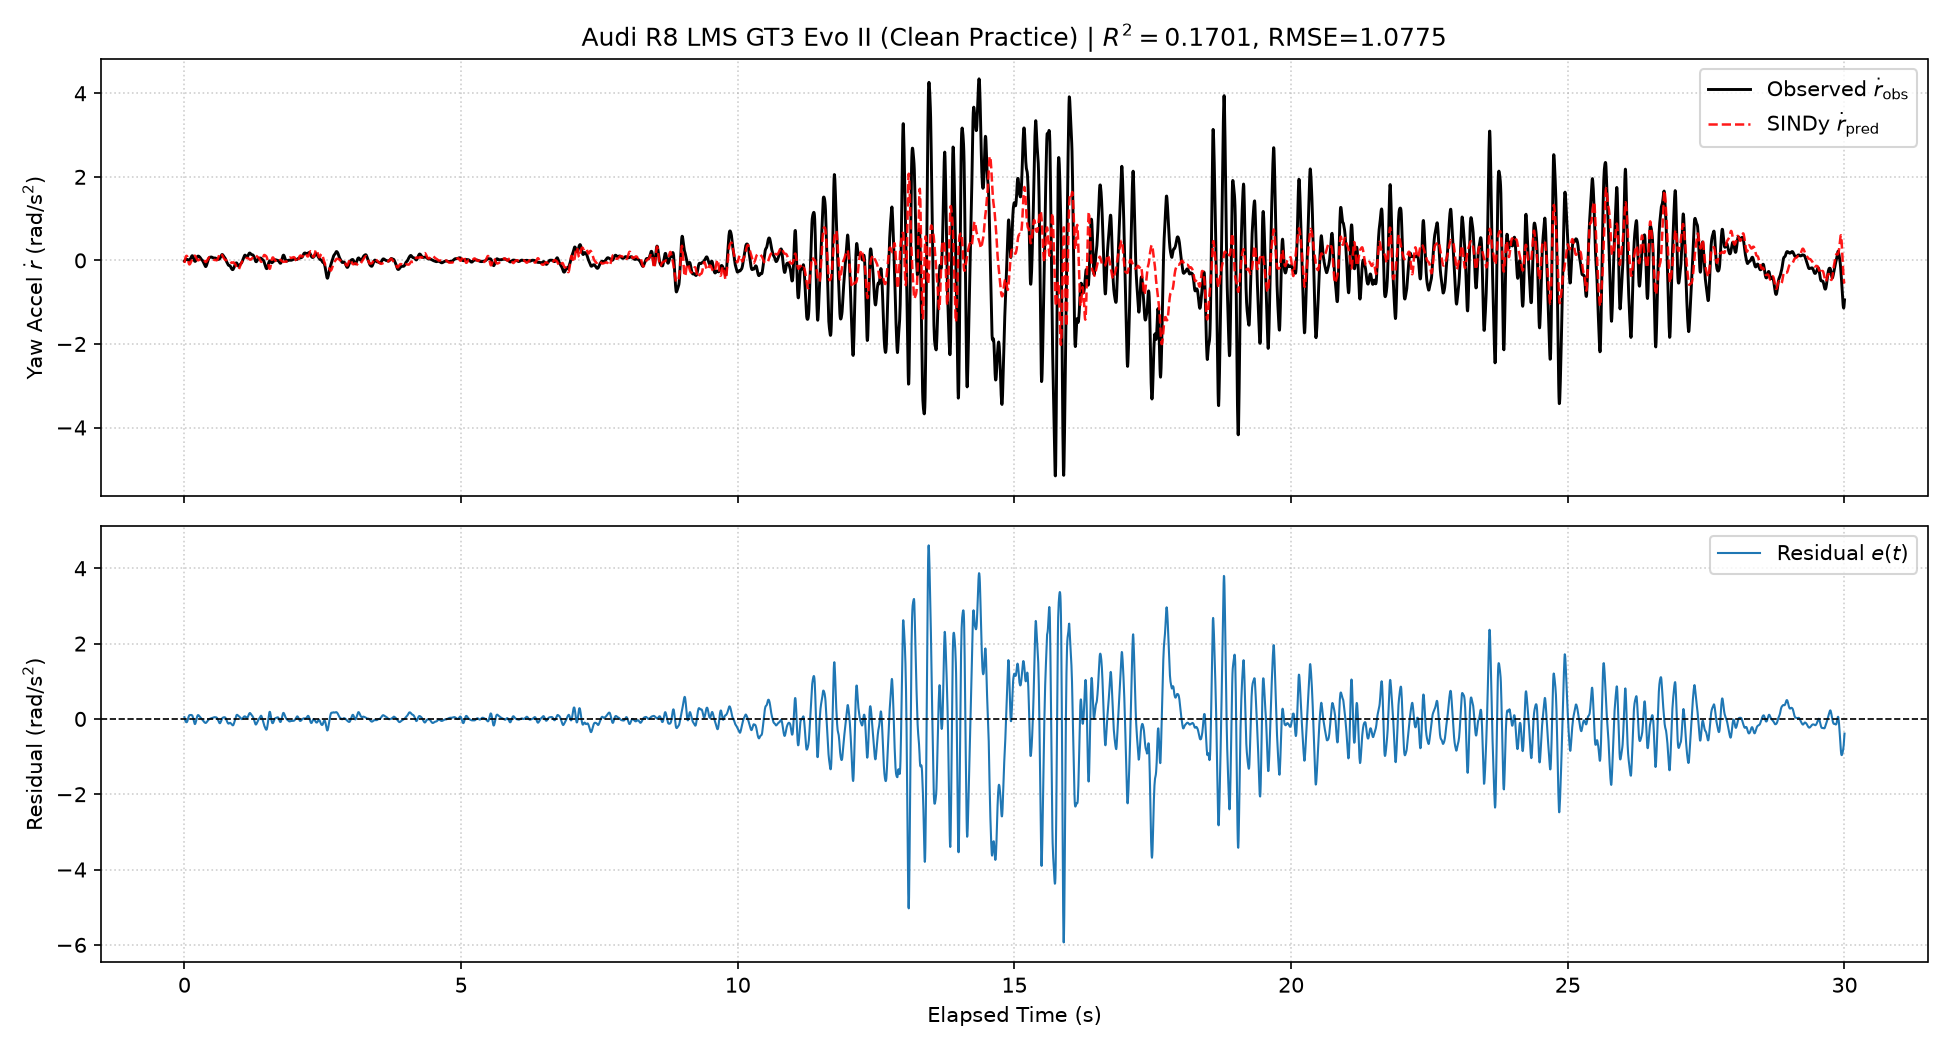 Audi R8 LMS GT3 Evo II (Clean Practice) | R² = 0.1701, RMSE=1.0775
Yaw Accel ṙ (rad/s²)
4
2
0
−2
−4
Observed ṙobs
SINDy ṙpred
Residual (rad/s²)
4
2
0
−2
−4
−6
Residual e(t)
0 5 10 15 20 25 30
Elapsed Time (s)